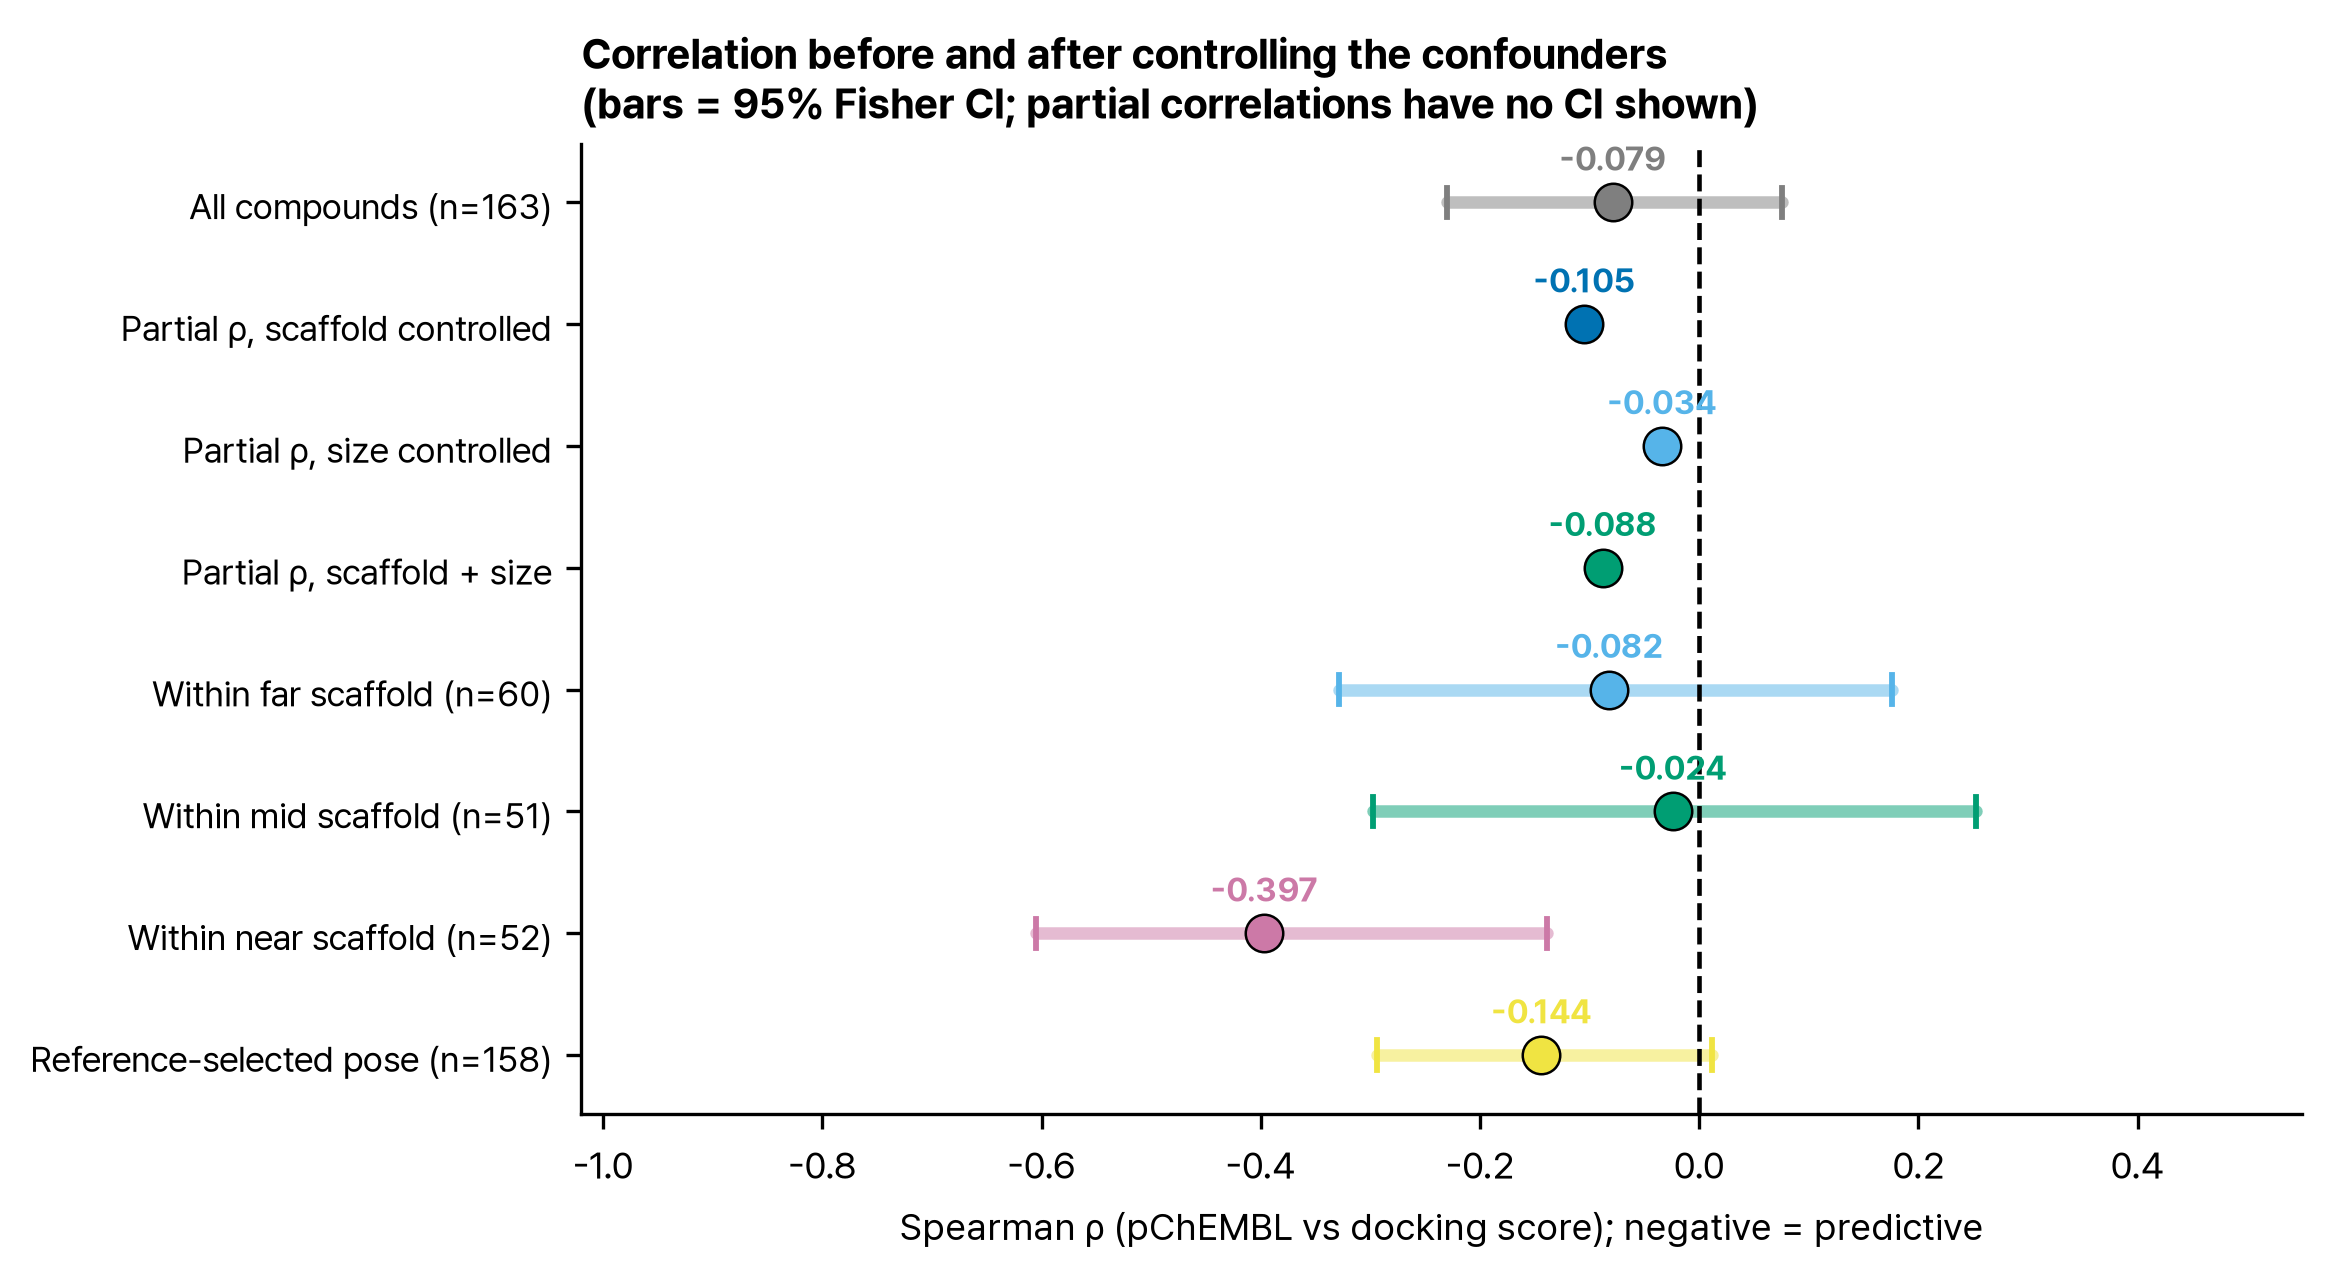 Correlation before and after controlling the confounders
(bars = 95% Fisher CI; partial correlations have no CI shown)
All compounds (n=163)
-0.079
Partial ρ, scaffold controlled
-0.105
Partial ρ, size controlled
-0.034
Partial ρ, scaffold + size
-0.088
Within far scaffold (n=60)
-0.082
Within mid scaffold (n=51)
-0.024
Within near scaffold (n=52)
-0.397
Reference-selected pose (n=158)
-0.144
-1.0 -0.8 -0.6 -0.4 -0.2 0.0 0.2 0.4
Spearman ρ (pChEMBL vs docking score); negative = predictive